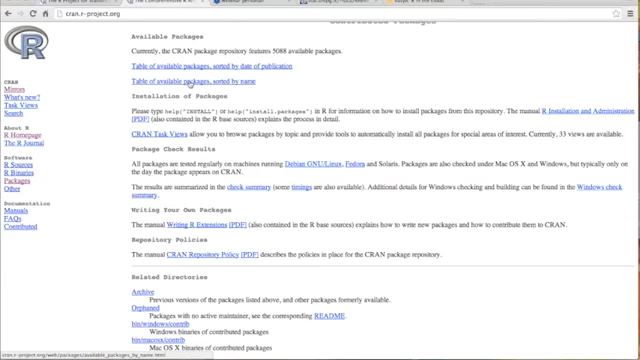 The R Project for Statisti
The Comprehensive R Arch
cran.r-project.org
Contributed Packages
Available Packages
Currently, the CRAN package repository features 5088 available packages.
Table of available packages, sorted by date of publication
Table of available packages, sorted by name
Installation of Packages
Please type help("INSTALL") or help("install.packages") in R for information on how to install packages from this repository. The manual R Installation and Administration
[PDF] (also contained in the R base sources) explains the process in detail.
CRAN Task Views allow you to browse packages by topic and provide tools to automatically install all packages for special areas of interest. Currently, 33 views are available.
Package Check Results
All packages are tested regularly on machines running Debian GNU/Linux, Fedora and Solaris. Packages are also checked under Mac OS X and Windows, but typically only on
the day the package appears on CRAN.
The results are summarized in the check summary (some timings are also available). Additional details for Windows checking and building can be found in the Windows check
summary.
Writing Your Own Packages
The manual Writing R Extensions [PDF] (also contained in the R base sources) explains how to write new packages and how to contribute them to CRAN.
Repository Policies
The manual CRAN Repository Policy [PDF] describes the policies in place for the CRAN package repository.
Related Directories
Archive
Previous versions of the packages listed above, and other packages formerly available.
Orphaned
Packages with no active maintainer, see the corresponding README.
bin/windows/contrib
Windows binaries of contributed packages
bin/macosx/contrib
Mac OS X binaries of contributed packages
R
CRAN
Mirrors
What's new?
Task Views
Search
About R
R Homepage
The R Journal
Software
R Sources
R Binaries
Packages
Other
Documentation
Manuals
FAQs
Contributed
cran.r-project.org/web/packages/available_packages_by_name.html